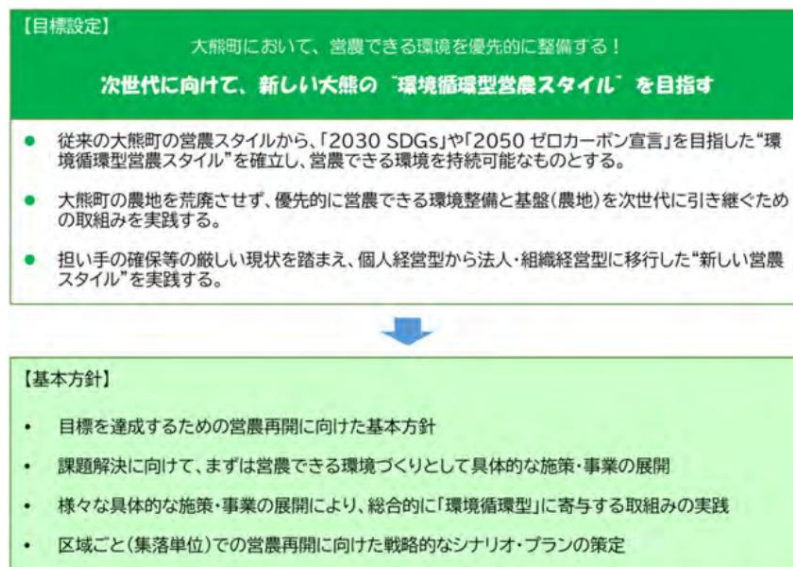 【目標設定】
大熊町において、営農できる環境を優先的に整備する！
次世代に向けて、新しい大熊の “環境循環型営農スタイル” を目指す
● 従来の大熊町の営農スタイルから、「2030 SDGs」や「2050 ゼロカーボン宣言」を目指した“環
境循環型営農スタイル”を確立し、営農できる環境を持続可能なものとする。
● 大熊町の農地を荒廃させず、優先的に営農できる環境整備と基盤(農地)を次世代に引き継ぐため
の取組みを実践する。
● 担い手の確保等の厳しい現状を踏まえ、個人経営型から法人・組織経営型に移行した“新しい営農
スタイル”を実践する。
【基本方針】
• 目標を達成するための営農再開に向けた基本方針
• 課題解決に向けて、まずは営農できる環境づくりとして具体的な施策・事業の展開
• 様々な具体的な施策・事業の展開により、総合的に「環境循環型」に寄与する取組みの実践
• 区域ごと(集落単位)での営農再開に向けた戦略的なシナリオ・プランの策定